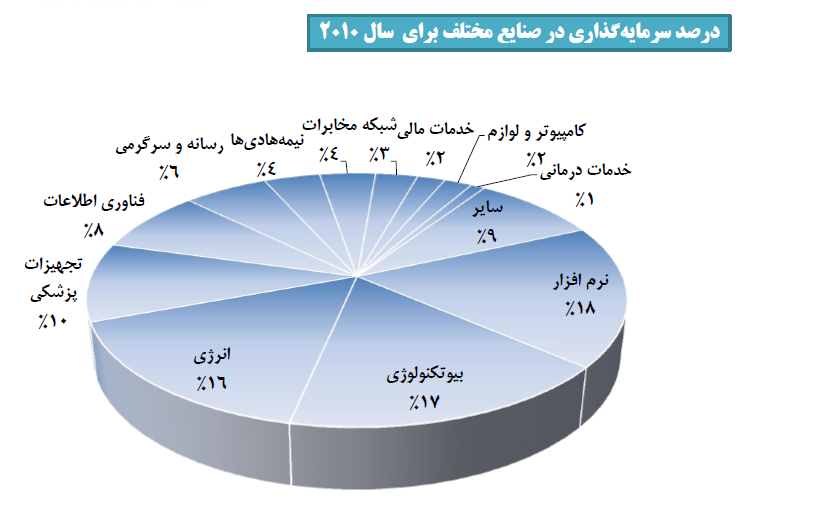 درصد سرمایه‌گذاری در صنایع مختلف برای سال ۲۰۱۰
کامپیوتر و لوازم
٪۲
خدمات مالی
٪۲
شبکه مخابرات
٪۳
٪۴
نیمه‌هادی‌ها
٪۴
رسانه و سرگرمی
٪۶
خدمات درمانی
٪۱
فناوری اطلاعات
٪۸
سایر
٪۹
تجهیزات
پزشکی
٪۱۰
نرم افزار
٪۱۸
انرژی
٪۱۶
بیوتکنولوژی
٪۱۷